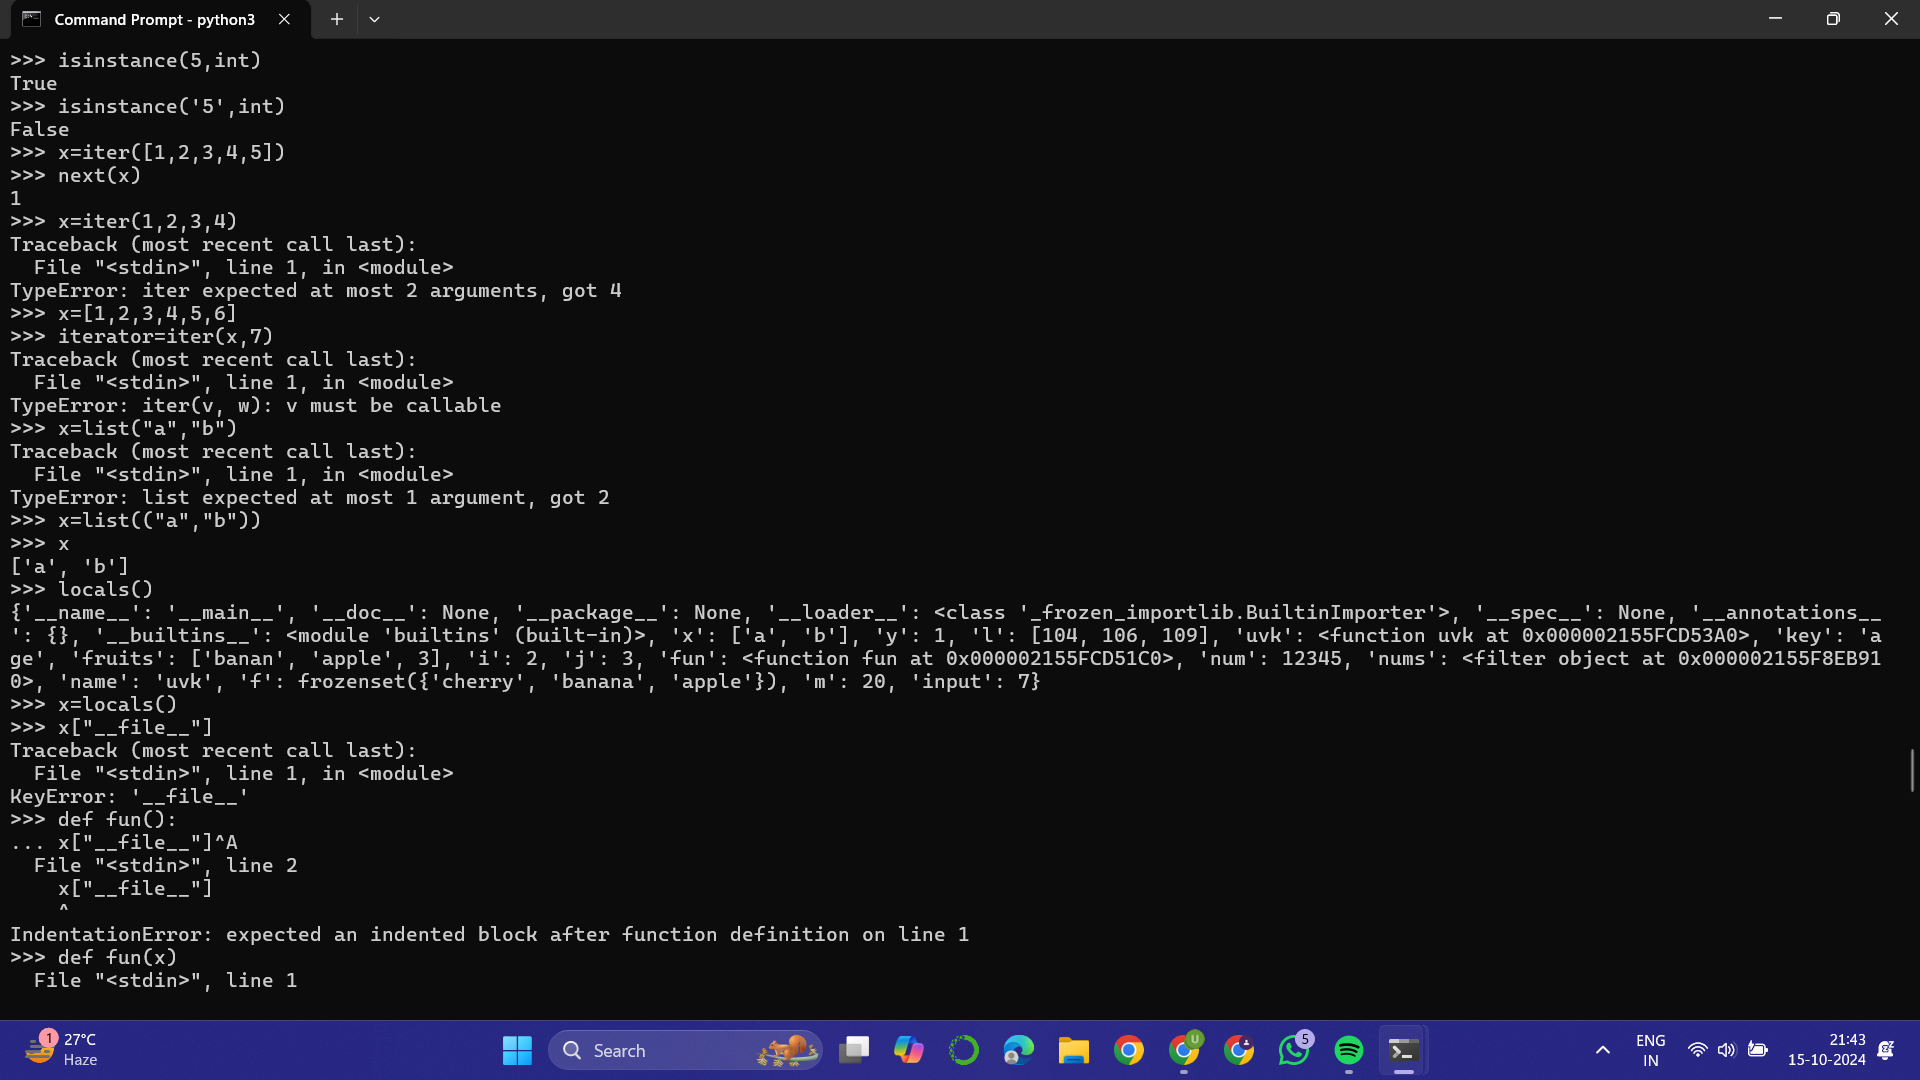 Command Prompt - python3
>>> isinstance(5,int)
True
>>> isinstance('5',int)
False
>>> x=iter([1,2,3,4,5])
>>> next(x)
1
>>> x=iter(1,2,3,4)
Traceback (most recent call last):
  File "<stdin>", line 1, in <module>
TypeError: iter expected at most 2 arguments, got 4
>>> x=[1,2,3,4,5,6]
>>> iterator=iter(x,7)
Traceback (most recent call last):
  File "<stdin>", line 1, in <module>
TypeError: iter(v, w): v must be callable
>>> x=list("a","b")
Traceback (most recent call last):
  File "<stdin>", line 1, in <module>
TypeError: list expected at most 1 argument, got 2
>>> x=list(("a","b"))
>>> x
['a', 'b']
>>> locals()
{'__name__': '__main__', '__doc__': None, '__package__': None, '__loader__': <class '_frozen_importlib.BuiltinImporter'>, '__spec__': None, '__annotations__
': {}, '__builtins__': <module 'builtins' (built-in)>, 'x': ['a', 'b'], 'y': 1, 'l': [104, 106, 109], 'uvk': <function uvk at 0x000002155FCD53A0>, 'key': 'a
ge', 'fruits': ['banan', 'apple', 3], 'i': 2, 'j': 3, 'fun': <function fun at 0x000002155FCD51C0>, 'num': 12345, 'nums': <filter object at 0x000002155F8EB91
0>, 'name': 'uvk', 'f': frozenset({'cherry', 'banana', 'apple'}), 'm': 20, 'input': 7}
>>> x=locals()
>>> x["__file__"]
Traceback (most recent call last):
  File "<stdin>", line 1, in <module>
KeyError: '__file__'
>>> def fun():
... x["__file__"]^A
  File "<stdin>", line 2
    x["__file__"]
    ^
IndentationError: expected an indented block after function definition on line 1
>>> def fun(x)
  File "<stdin>", line 1
1
27°C
Haze
Search
U
5
ENG
IN
21:43
15-10-2024